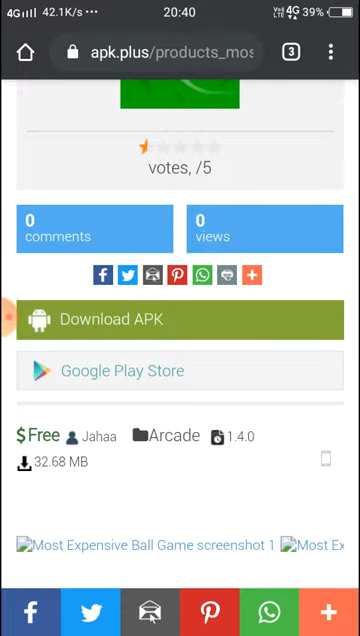 4G 42.1K/s ••• 20:40 VoD LTE 4G 39%
apk.plus/products_mos 3
votes, /5
0 0
comments views
Download APK
Google Play Store
$Free Jahaa Arcade 1.4.0
32.68 MB
Most Expensive Ball Game screenshot 1 Most Ex